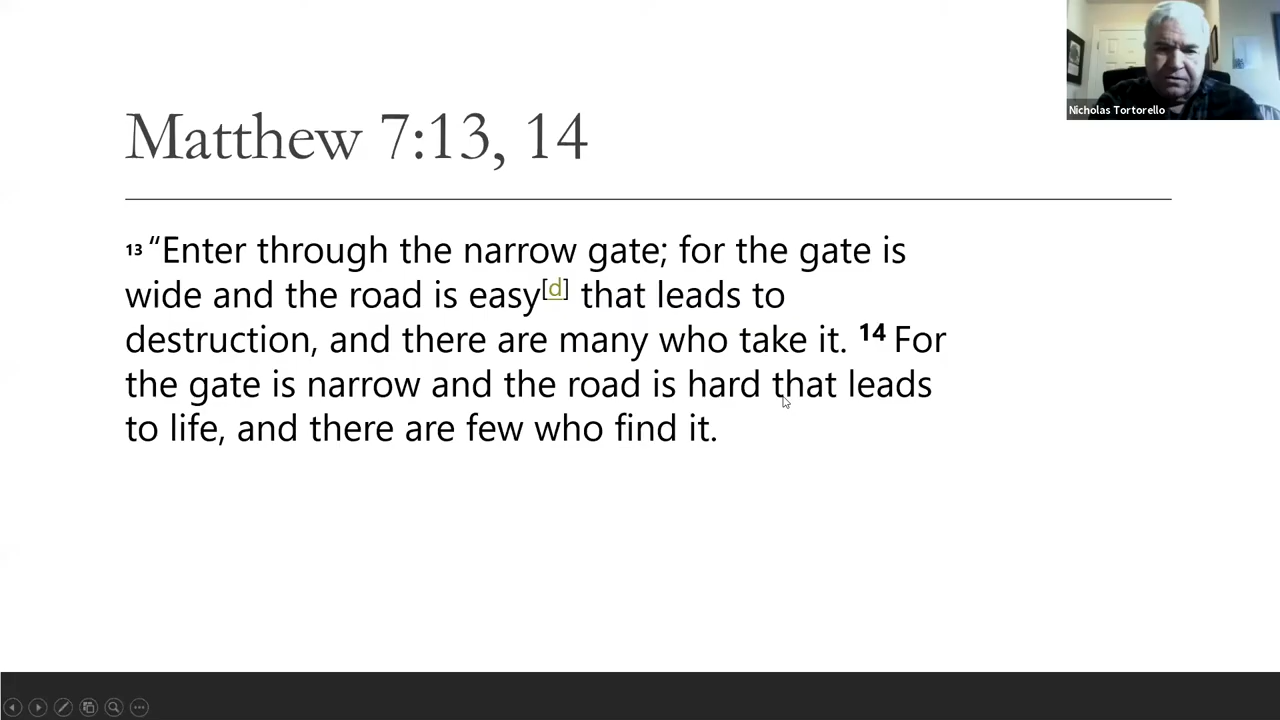 Nicholas Tortorello
Matthew 7:13, 14
13 “Enter through the narrow gate; for the gate is
wide and the road is easy[d] that leads to
destruction, and there are many who take it. 14 For
the gate is narrow and the road is hard that leads
to life, and there are few who find it.